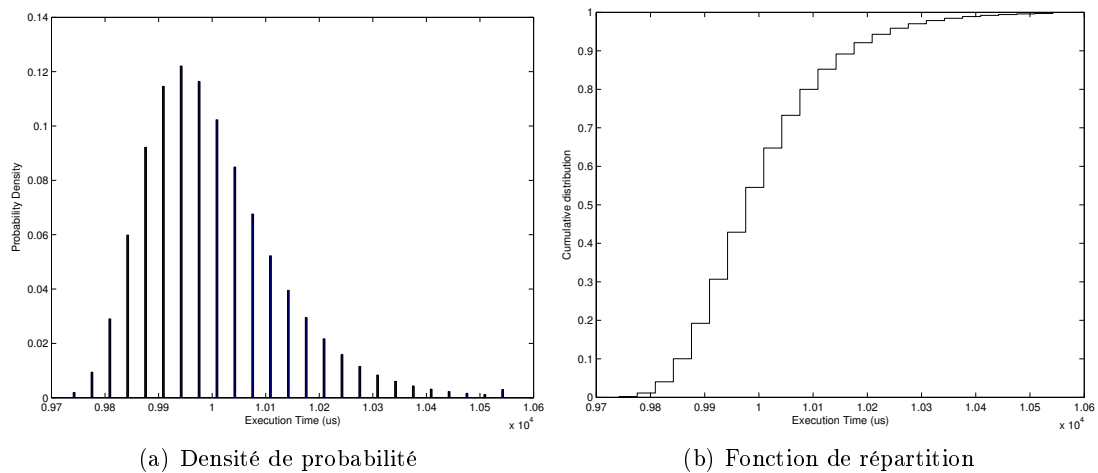 0.14
0.12
0.1
0.08
0.06
0.04
0.02
0
Probability Density
0.97 0.98 0.99 1 1.01 1.02 1.03 1.04 1.05 1.06
Execution Time (us)
x 10^4
(a) Densité de probabilité
1
0.9
0.8
0.7
0.6
0.5
0.4
0.3
0.2
0.1
0
Cumulative distribution
0.97 0.98 0.99 1 1.01 1.02 1.03 1.04 1.05 1.06
Execution Time (us)
x 10^4
(b) Fonction de répartition